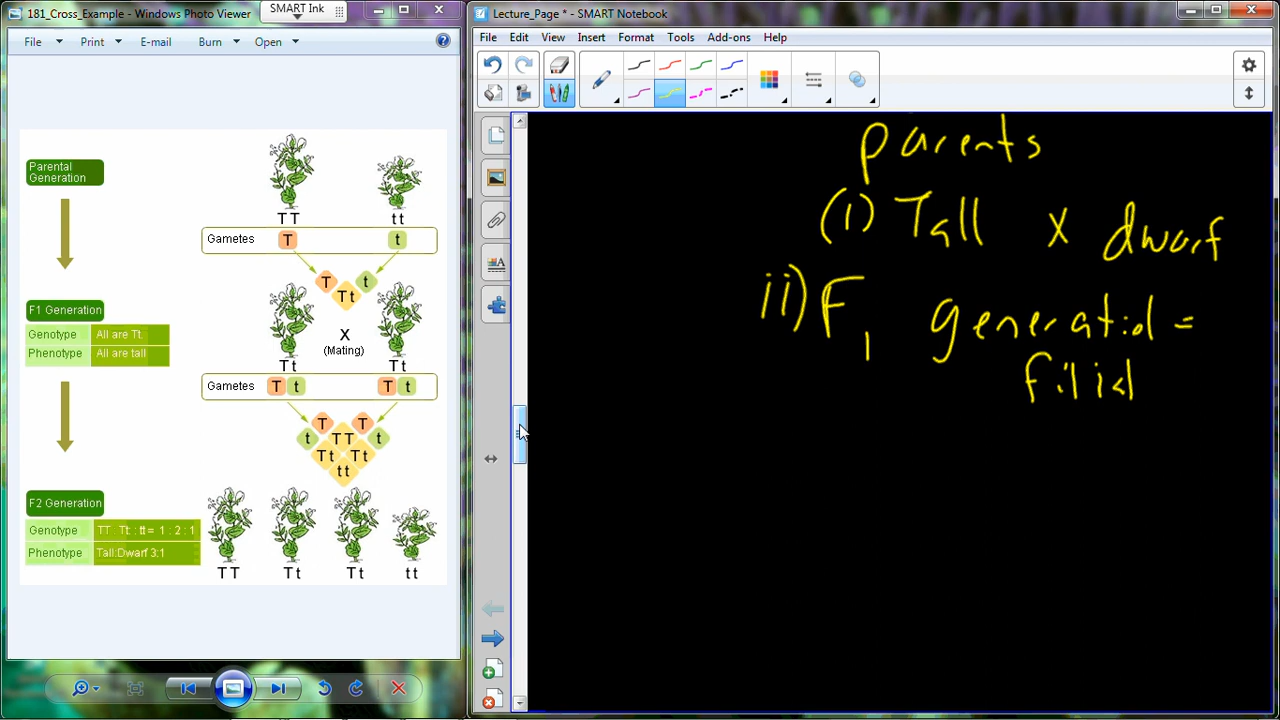 181_Cross_Example - Windows Photo Viewer
SMART Ink
File Print E-mail Burn Open
Parental
Generation
TT tt
Gametes T t
T t
Tt
F1 Generation
Genotype All are Tt
Phenotype All are tall
X
(Mating)
Tt Tt
Gametes T t T t
T T
t TT t
Tt Tt
tt
F2 Generation
Genotype TT : Tt : tt = 1 : 2 : 1
Phenotype Tall:Dwarf 3:1
TT Tt Tt tt
Lecture_Page * - SMART Notebook
File Edit View Insert Format Tools Add-ons Help
parents
(1) Tall x dwarf
ii) F1 generatiol =
filial